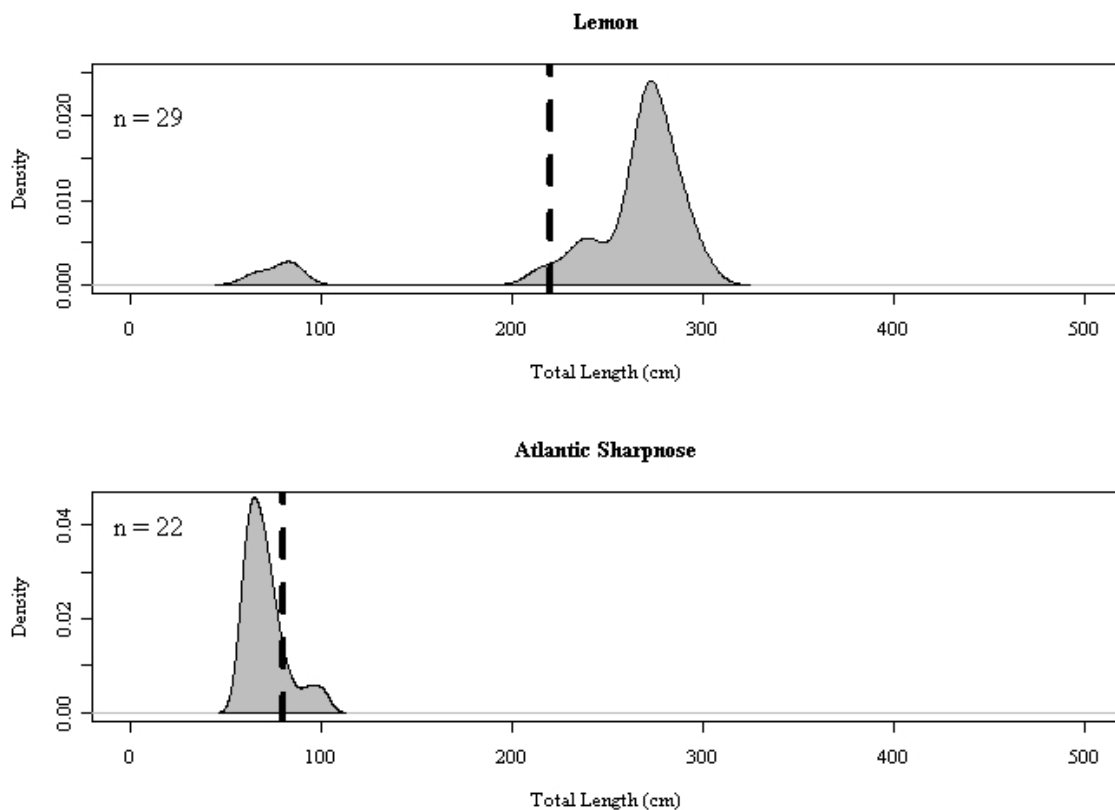 Lemon
n = 29
Density
0.020
0.010
0.000
0 100 200 300 400 500
Total Length (cm)
Atlantic Sharpnose
n = 22
Density
0.04
0.02
0.00
0 100 200 300 400 500
Total Length (cm)